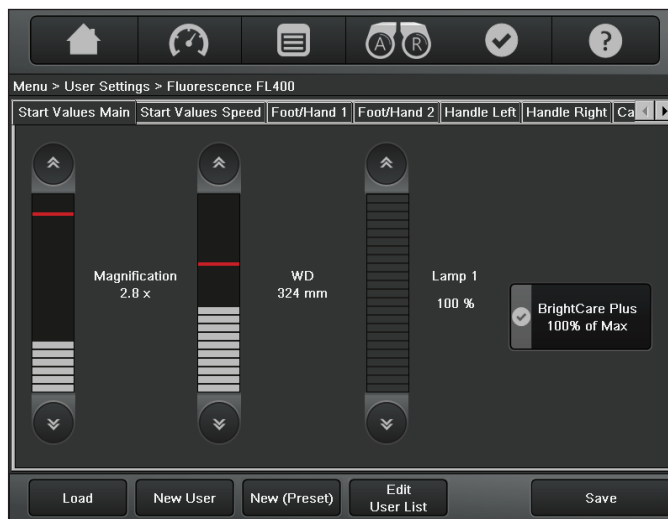 A R ?
Menu > User Settings > Fluorescence FL400
Start Values Main Start Values Speed Foot/Hand 1 Foot/Hand 2 Handle Left Handle Right Ca
Magnification
2.8 x
WD
324 mm
Lamp 1
100 %
BrightCare Plus
100% of Max
Load New User New (Preset) Edit User List Save